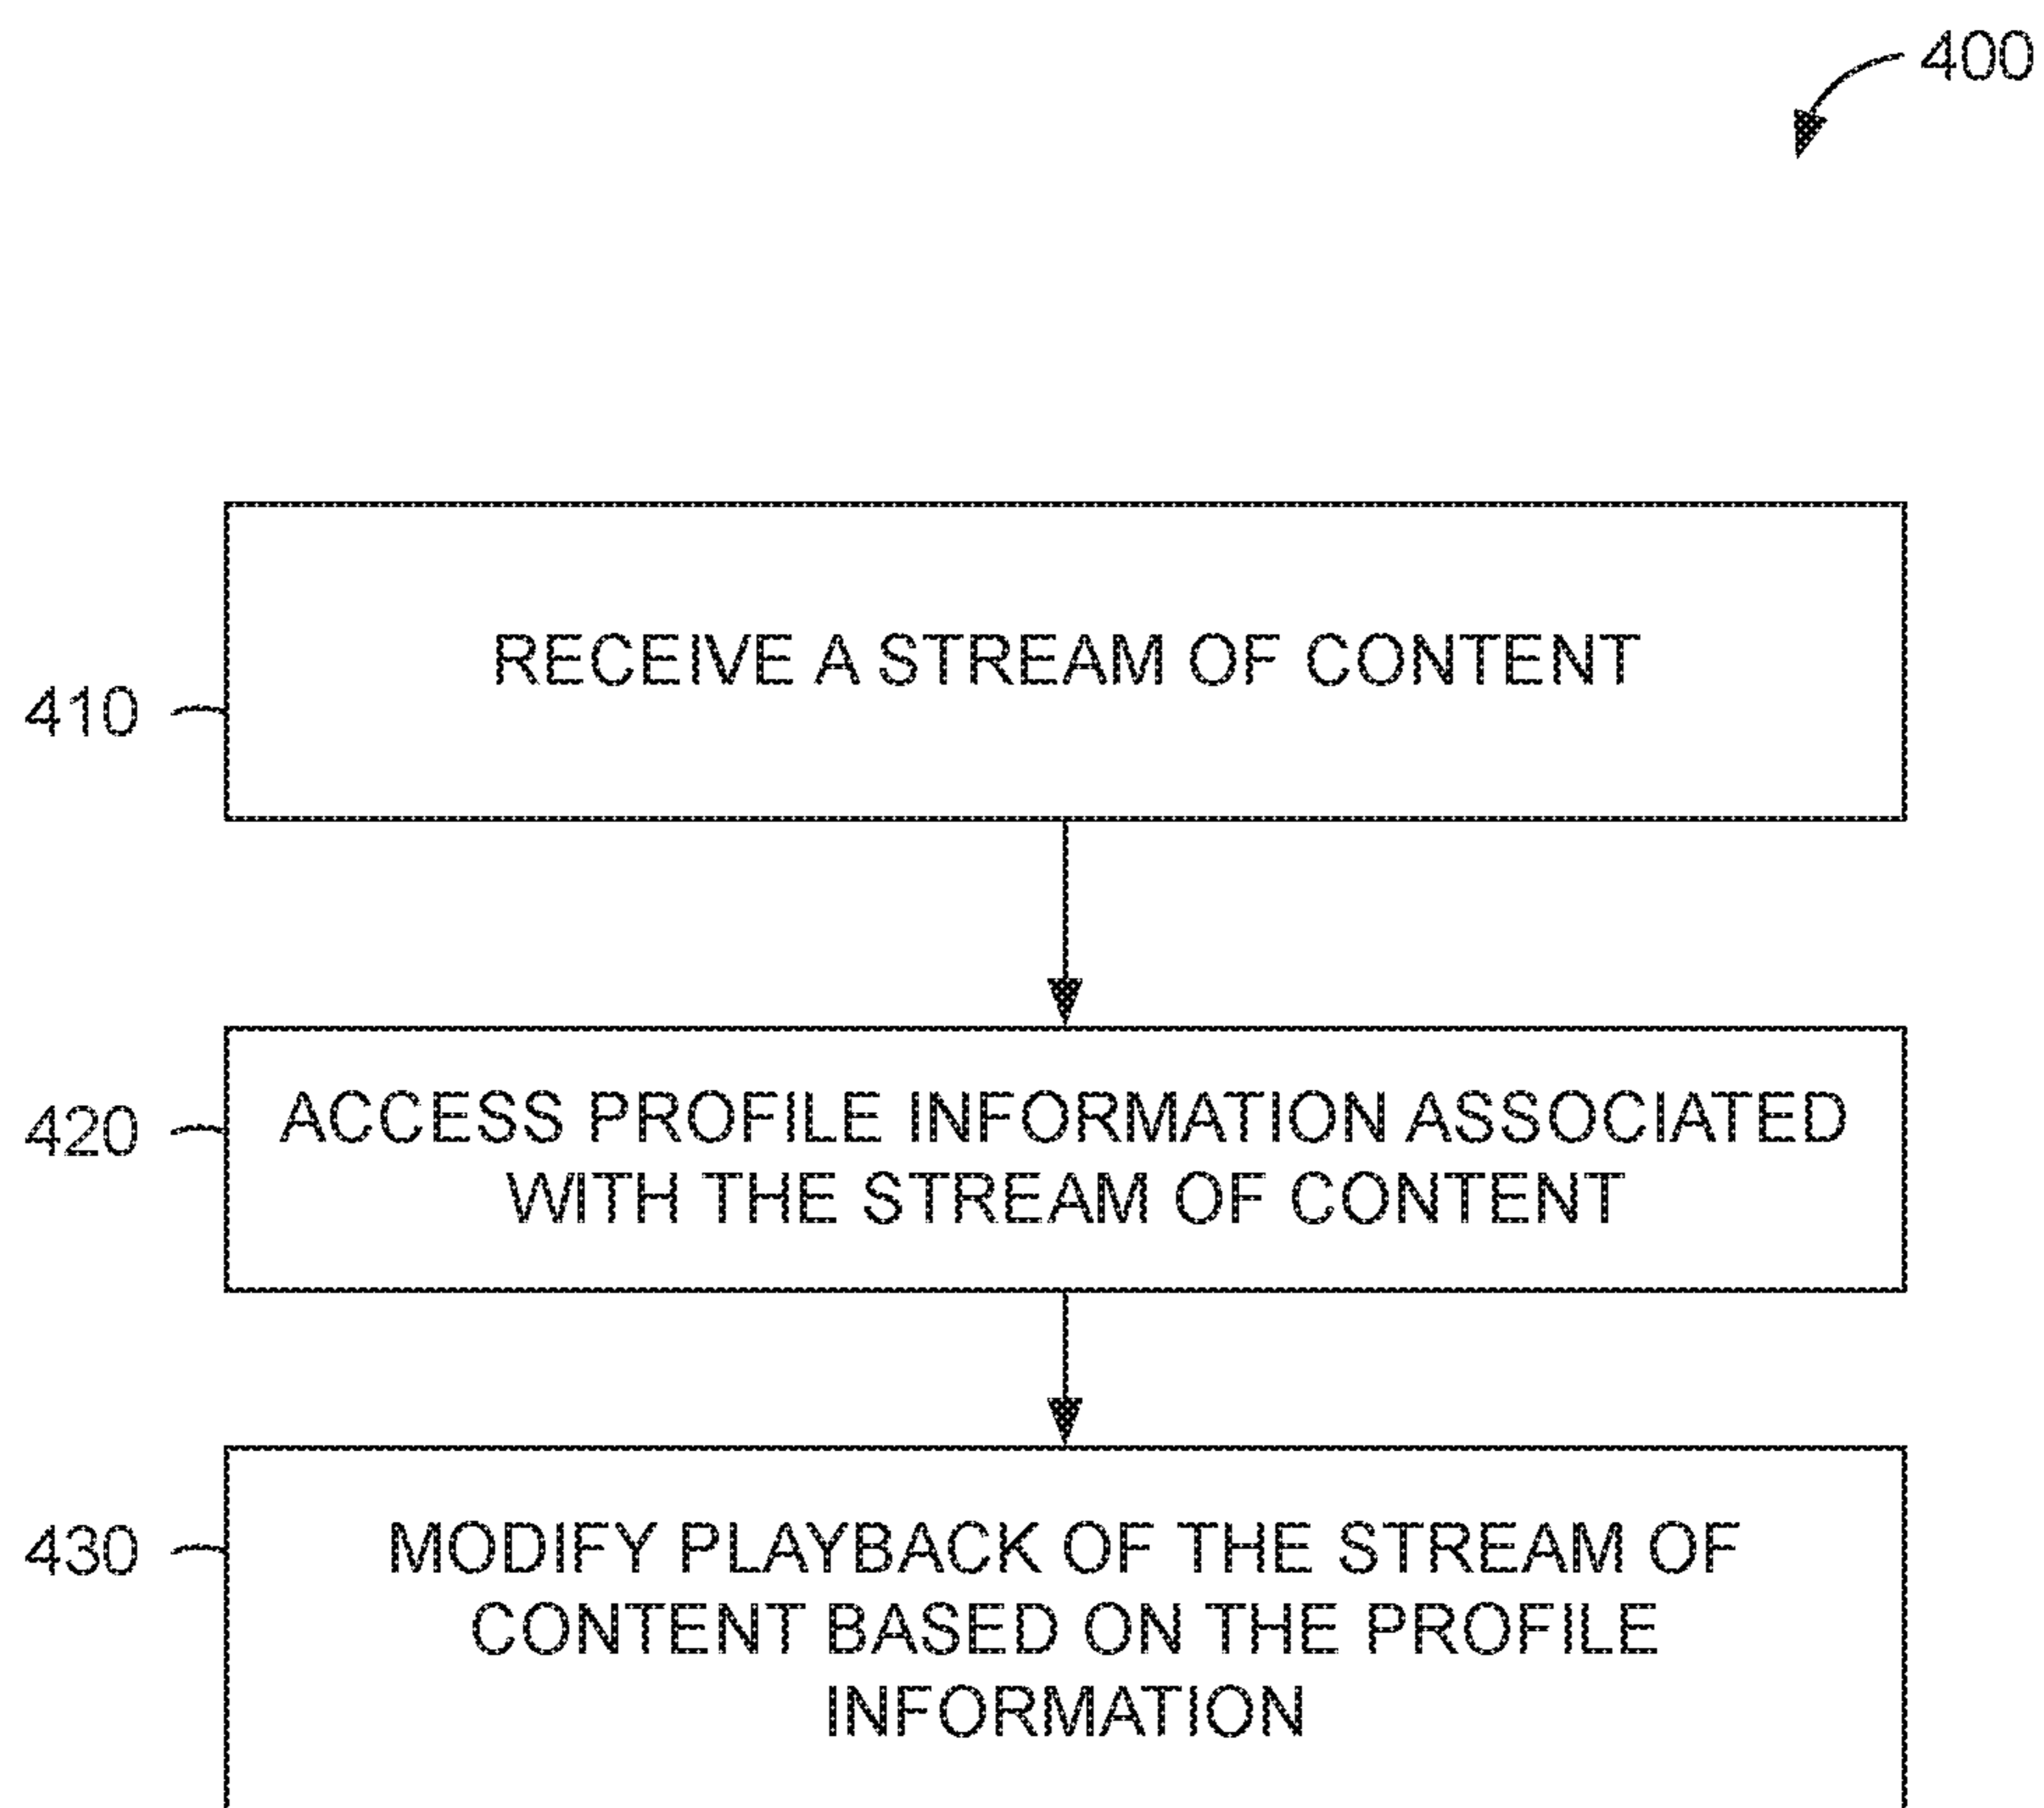 400
RECEIVE A STREAM OF CONTENT
410
420
ACCESS PROFILE INFORMATION ASSOCIATED
WITH THE STREAM OF CONTENT
430
MODIFY PLAYBACK OF THE STREAM OF
CONTENT BASED ON THE PROFILE
INFORMATION